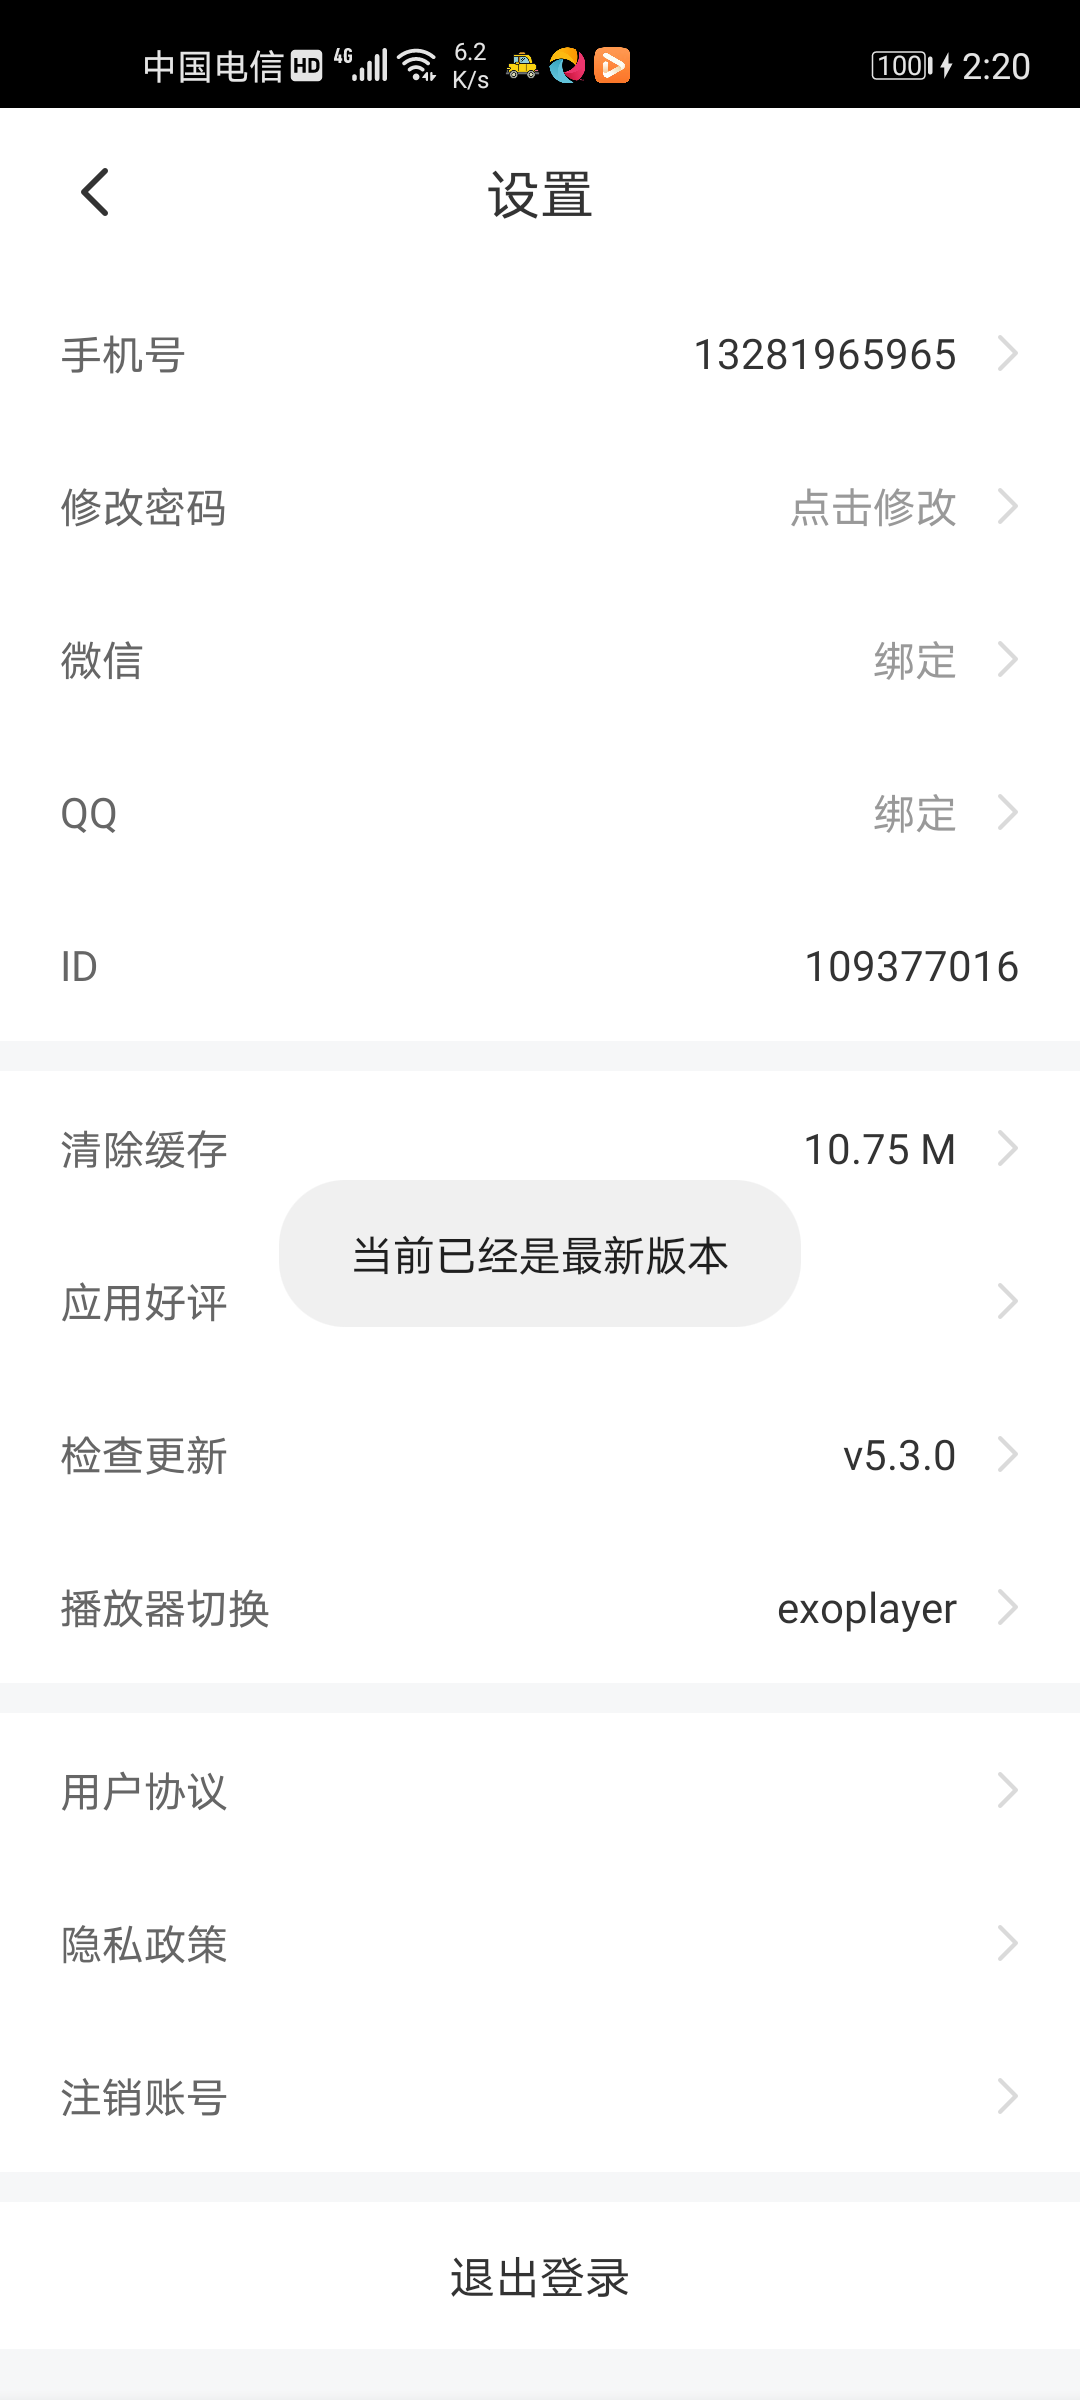 中国电信 HD 4G 6.2 K/s 100 2:20
设置
手机号 13281965965
修改密码 点击修改
微信 绑定
QQ 绑定
ID 109377016
清除缓存 10.75 M
当前已经是最新版本
应用好评
检查更新 v5.3.0
播放器切换 exoplayer
用户协议
隐私政策
注销账号
退出登录